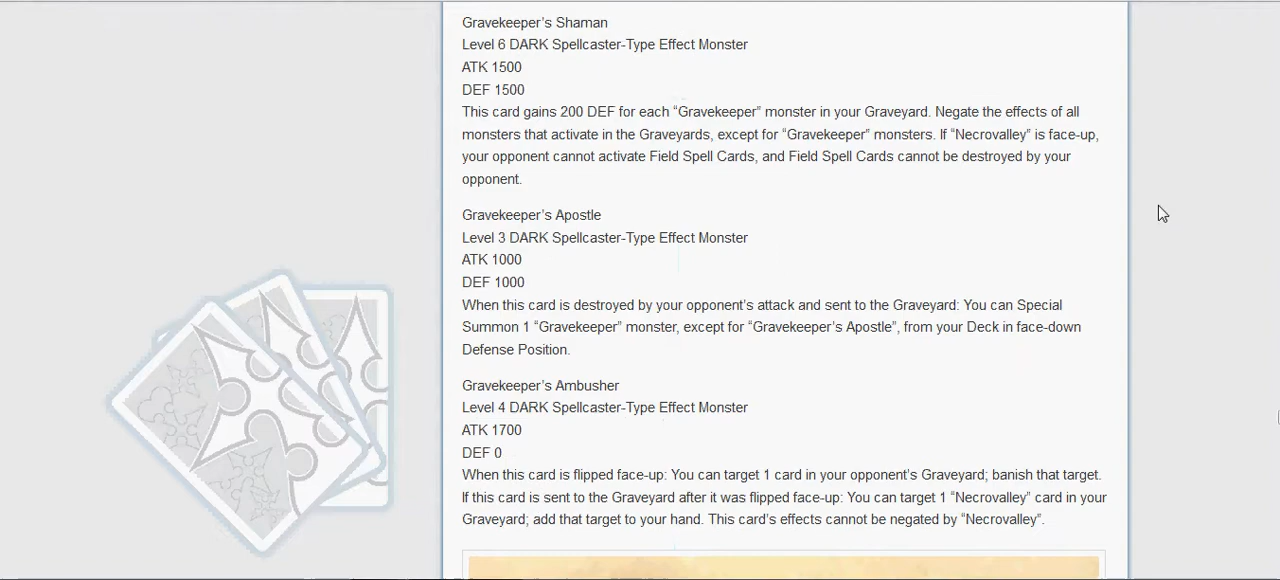 Gravekeeper’s Shaman
Level 6 DARK Spellcaster-Type Effect Monster
ATK 1500
DEF 1500
This card gains 200 DEF for each “Gravekeeper” monster in your Graveyard. Negate the effects of all
monsters that activate in the Graveyards, except for “Gravekeeper” monsters. If “Necrovalley” is face-up,
your opponent cannot activate Field Spell Cards, and Field Spell Cards cannot be destroyed by your
opponent.
Gravekeeper’s Apostle
Level 3 DARK Spellcaster-Type Effect Monster
ATK 1000
DEF 1000
When this card is destroyed by your opponent’s attack and sent to the Graveyard: You can Special
Summon 1 “Gravekeeper” monster, except for “Gravekeeper’s Apostle”, from your Deck in face-down
Defense Position.
Gravekeeper’s Ambusher
Level 4 DARK Spellcaster-Type Effect Monster
ATK 1700
DEF 0
When this card is flipped face-up: You can target 1 card in your opponent’s Graveyard; banish that target.
If this card is sent to the Graveyard after it was flipped face-up: You can target 1 “Necrovalley” card in your
Graveyard; add that target to your hand. This card’s effects cannot be negated by “Necrovalley”.